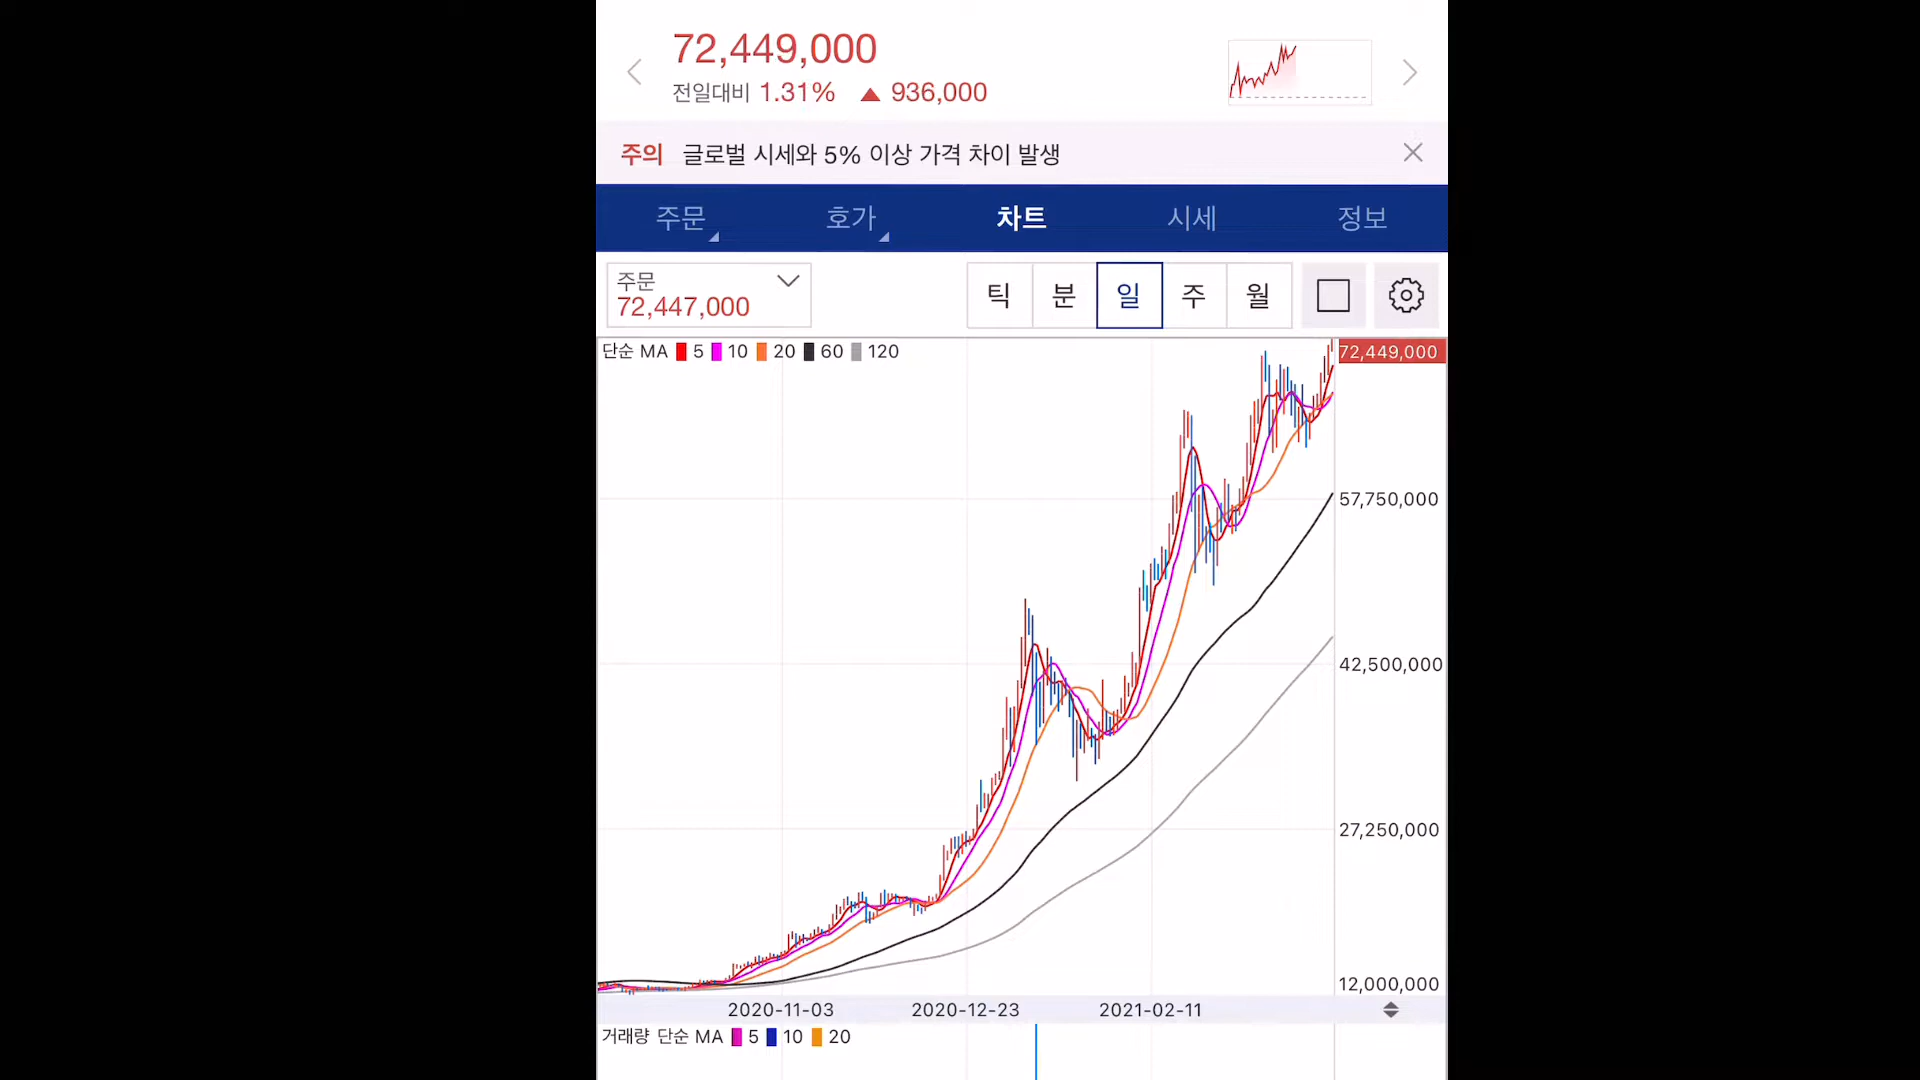 72,449,000
전일대비 1.31% ▲ 936,000
주의 글로벌 시세와 5% 이상 가격 차이 발생
주문 호가 차트 시세 정보
주문
72,447,000
틱 분 일 주 월
단순 MA 5 10 20 60 120
72,449,000
57,750,000
42,500,000
27,250,000
12,000,000
2020-11-03 2020-12-23 2021-02-11
거래량 단순 MA 5 10 20